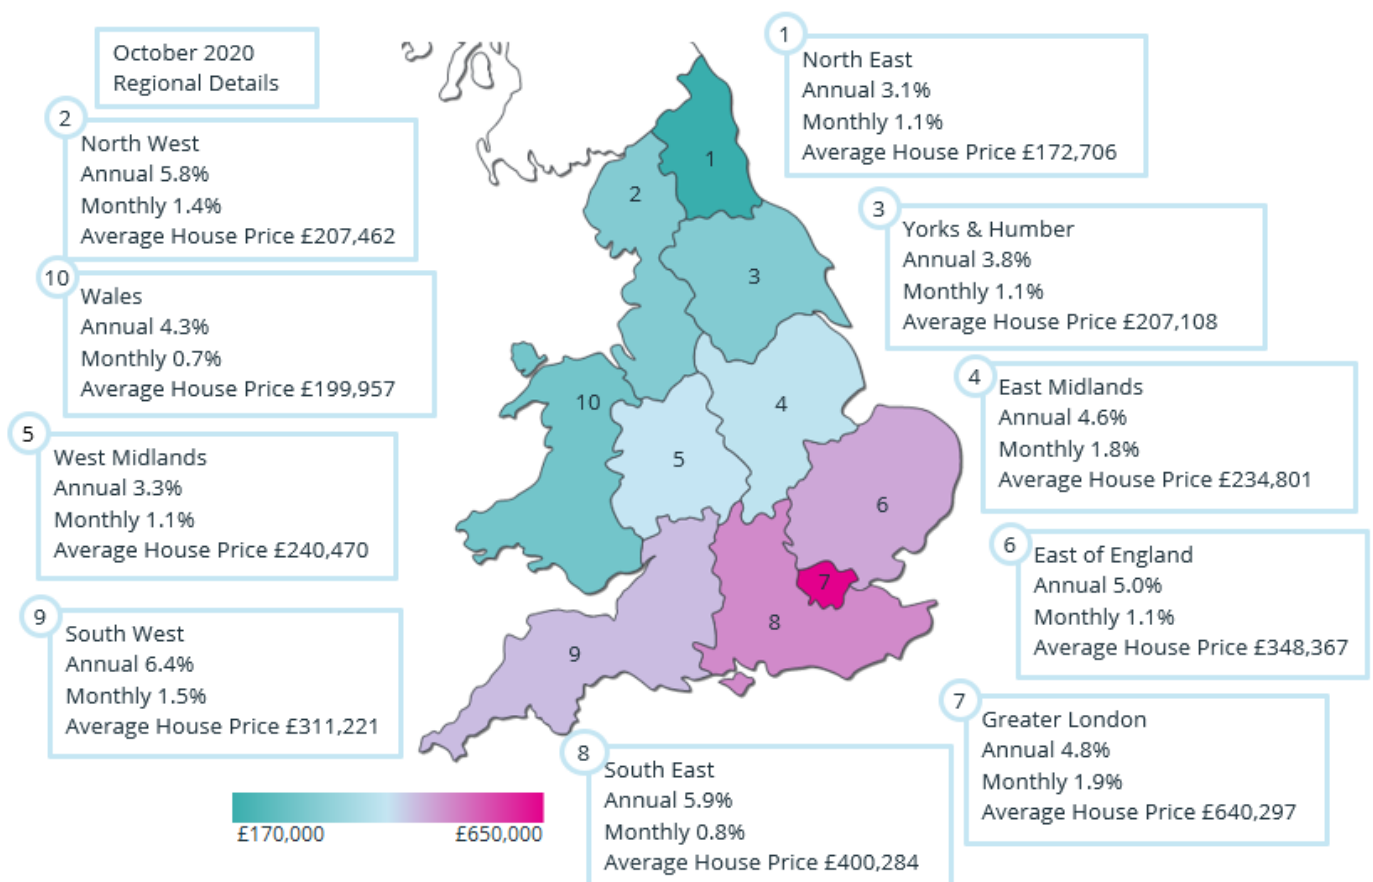 October 2020
Regional Details
1
North East
Annual 3.1%
Monthly 1.1%
Average House Price £172,706
2
North West
Annual 5.8%
Monthly 1.4%
Average House Price £207,462
3
Yorks & Humber
Annual 3.8%
Monthly 1.1%
Average House Price £207,108
10
Wales
Annual 4.3%
Monthly 0.7%
Average House Price £199,957
4
East Midlands
Annual 4.6%
Monthly 1.8%
Average House Price £234,801
5
West Midlands
Annual 3.3%
Monthly 1.1%
Average House Price £240,470
6
East of England
Annual 5.0%
Monthly 1.1%
Average House Price £348,367
9
South West
Annual 6.4%
Monthly 1.5%
Average House Price £311,221
7
Greater London
Annual 4.8%
Monthly 1.9%
Average House Price £640,297
8
South East
Annual 5.9%
Monthly 0.8%
Average House Price £400,284
1
2
3
10
4
5
6
7
8
9
£170,000 £650,000